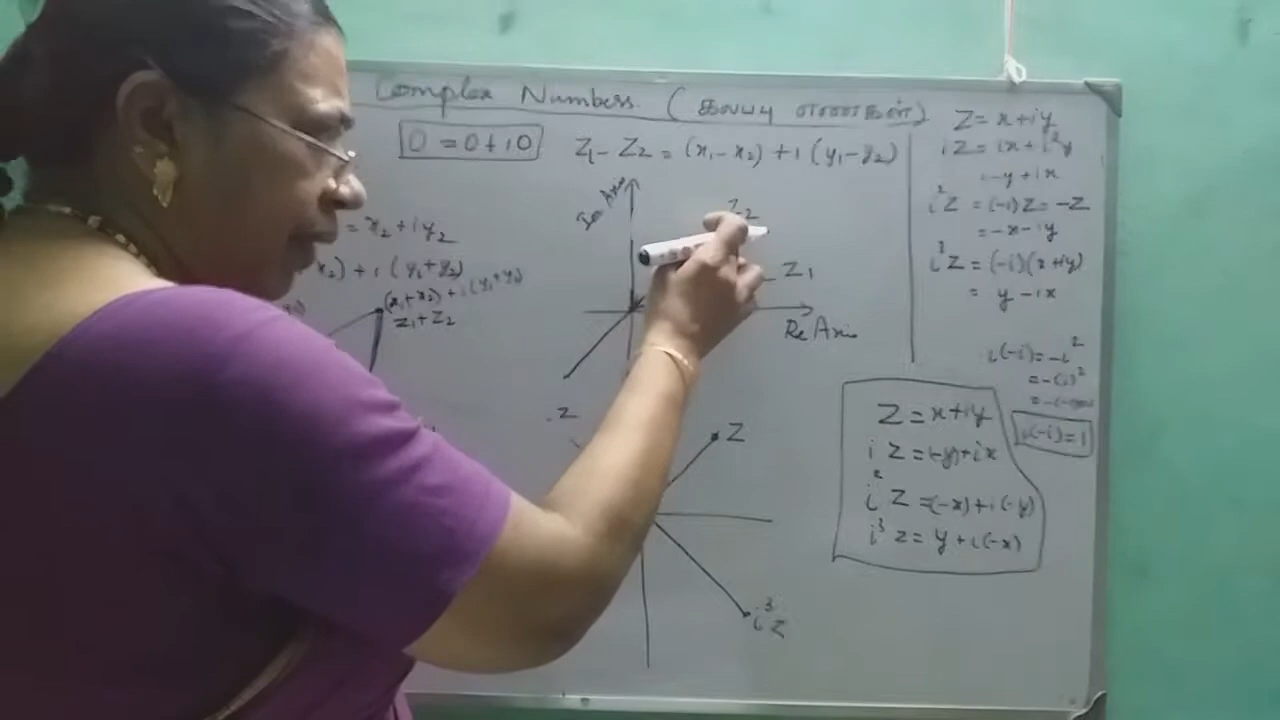 Complex Numbers. (கலப்பு எண்கள்)
0 = 0 + i0
Z₁ - Z₂ = (x₁ - x₂) + i (y₁ - y₂)
= x₂ + iy₂
x₂) + i (y₁ + y₂)
(x₁ + x₂) + i (y₁ + y₂)
Z₁ + Z₂
Im Axis
Z₂
Z₁
Re Axis
Z
Z
i³Z
Z = x + iy
iZ = ix + i²y
= -y + ix
i²Z = (-1) Z = -Z
= -x - iy
i³Z = (-i) (x + iy)
= y - ix
i(-i) = -i²
= -(i)²
i(-i) = 1
Z = x + iy
iZ = (-y) + ix
i²Z = (-x) + i(-y)
i³Z = y + i(-x)